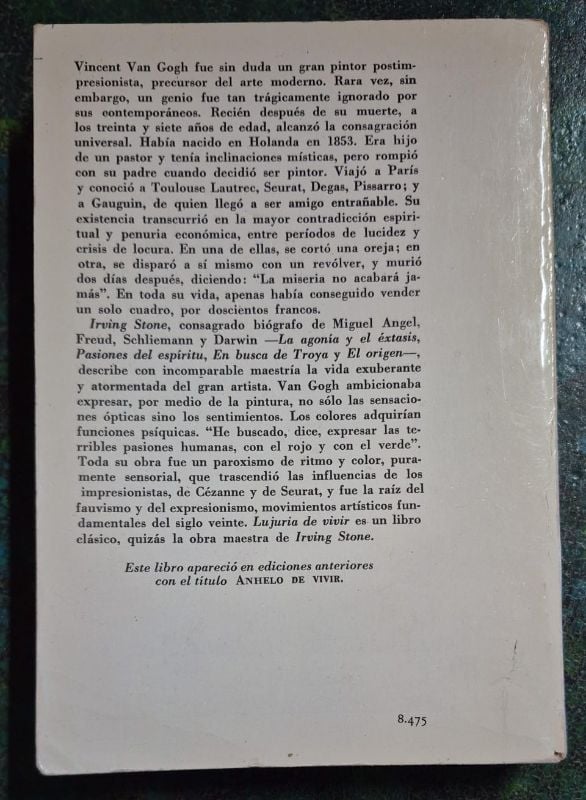 Vincent Van Gogh fue sin duda un gran pintor postim-
presionista, precursor del arte moderno. Rara vez, sin
embargo, un genio fue tan trágicamente ignorado por
sus contemporáneos. Recién después de su muerte, a
los treinta y siete años de edad, alcanzó la consagración
universal. Había nacido en Holanda en 1853. Era hijo
de un pastor y tenía inclinaciones místicas, pero rompió
con su padre cuando decidió ser pintor. Viajó a París
y conoció a Toulouse Lautrec, Seurat, Degas, Pissarro; y
a Gauguin, de quien llegó a ser amigo entrañable. Su
existencia transcurrió en la mayor contradicción espiri-
tual y penuria económica, entre períodos de lucidez y
crisis de locura. En una de ellas, se cortó una oreja; en
otra, se disparó a sí mismo con un revólver, y murió
dos días después, diciendo: "La miseria no acabará ja-
más". En toda su vida, apenas había conseguido vender
un solo cuadro, por doscientos francos.
Irving Stone, consagrado biógrafo de Miguel Angel,
Freud, Schliemann y Darwin —La agonía y el éxtasis,
Pasiones del espíritu, En busca de Troya y El origen—,
describe con incomparable maestría la vida exuberante
y atormentada del gran artista. Van Gogh ambicionaba
expresar, por medio de la pintura, no sólo las sensacio-
nes ópticas sino los sentimientos. Los colores adquirían
funciones psíquicas. "He buscado, dice, expresar las te-
rribles pasiones humanas, con el rojo y con el verde".
Toda su obra fue un paroxismo de ritmo y color, pura-
mente sensorial, que trascendió las influencias de los
impresionistas, de Cézanne y de Seurat, y fue la raíz del
fauvismo y del expresionismo, movimientos artísticos fun-
damentales del siglo veinte. Lujuria de vivir es un libro
clásico, quizás la obra maestra de Irving Stone.
Este libro apareció en ediciones anteriores
con el título ANHELO DE VIVIR.
8.475